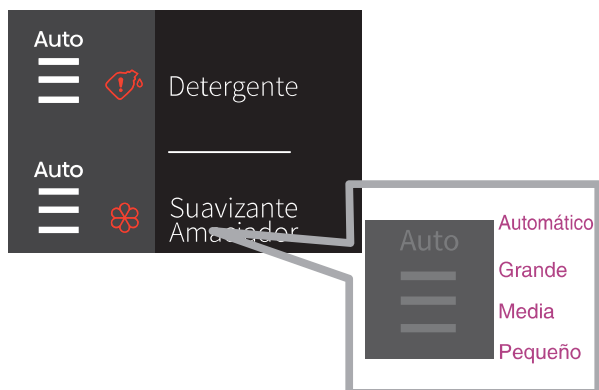 Auto
Detergente
Auto
Suavizante
Amaciador
Auto
Automático
Grande
Media
Pequeño